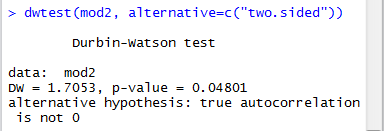 > dwtest(mod2, alternative=c("two.sided"))
Durbin-Watson test
data:  mod2
DW = 1.7053, p-value = 0.04801
alternative hypothesis: true autocorrelation
is not 0